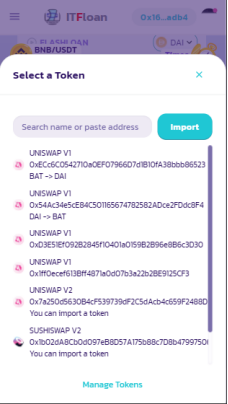 ITFloan
0x16...adb4
FLASHLOAN
BNB/USDT
DAI
Select a Token
×
Search name or paste address
Import
UNISWAP V1
0xECc6C0542710a0EF07966D7d1B10fA38bbb86523
BAT -> DAI
UNISWAP V1
0x54Ac34e5cE84C501165674782582ADce2FDdc8F4
DAI -> BAT
UNISWAP V1
0xD3E51Ef092B2845f10401a0159B2B96e8B6c3D30
UNISWAP V1
0x1ff0ecef613Bff4871a0d07b3a22b2BE9125CF3
UNISWAP V2
0x7a250d5630B4cF539739dF2C5dAcb4c659F2488D
You can import a token
SUSHISWAP V2
0x1b02dA8Cb0d097eB8D57A175b88c7D8b4799750
You can import a token
Manage Tokens